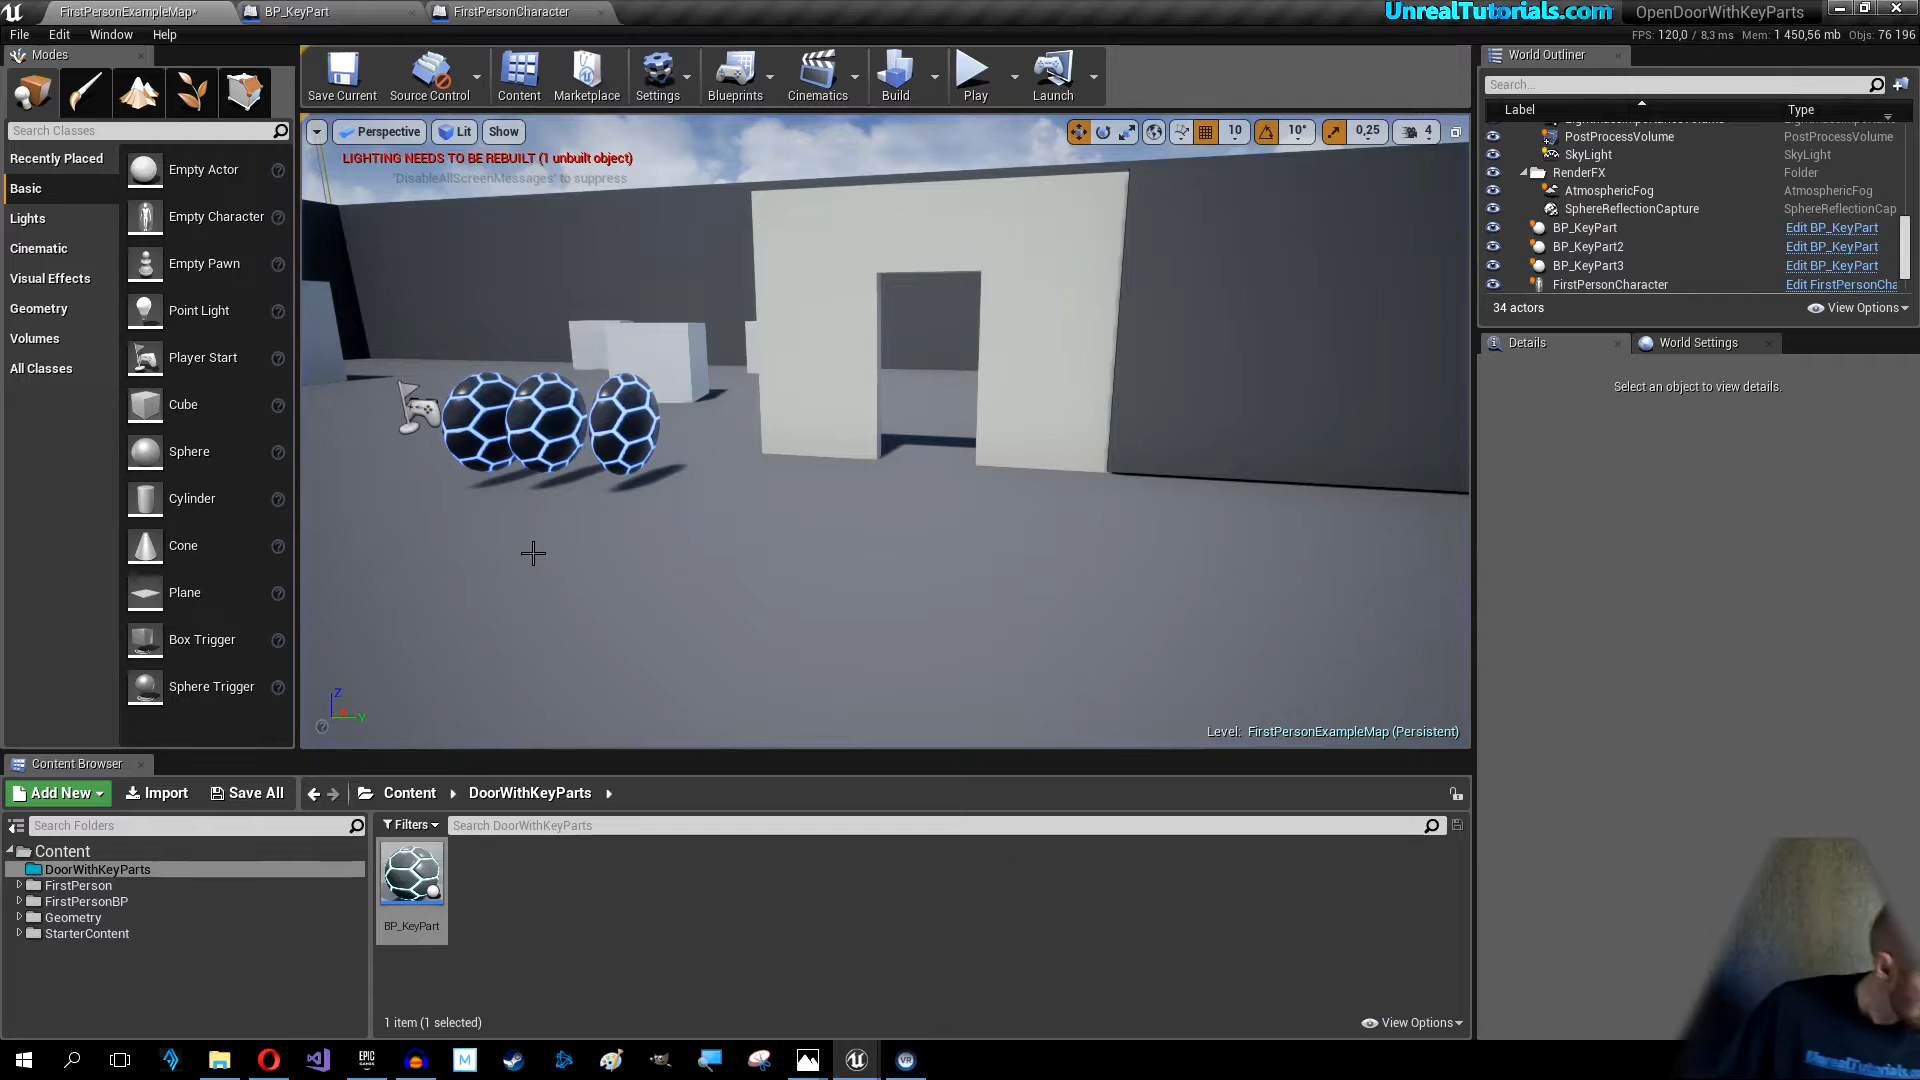 FirstPersonExampleMap*
BP_KeyPart
FirstPersonCharacter
UnrealTutorials.com
OpenDoorWithKeyParts
File Edit Window Help
FPS: 120,0 / 8,3 ms Mem: 1 450,56 mb Objs: 76 196
Modes
Save Current
Source Control
Content
Marketplace
Settings
Blueprints
Cinematics
Build
Play
Launch
World Outliner
Search...
Label Type
Search Classes
Recently Placed
Basic
Lights
Cinematic
Visual Effects
Geometry
Volumes
All Classes
Empty Actor
Empty Character
Empty Pawn
Point Light
Player Start
Cube
Sphere
Cylinder
Cone
Plane
Box Trigger
Sphere Trigger
Perspective Lit Show
10 10° 0,25 4
LIGHTING NEEDS TO BE REBUILT (1 unbuilt object)
'DisableAllScreenMessages' to suppress
Level: FirstPersonExampleMap (Persistent)
Z
X
Y
PostProcessVolume PostProcessVolume
SkyLight SkyLight
RenderFX Folder
AtmosphericFog AtmosphericFog
SphereReflectionCapture SphereReflectionCap
BP_KeyPart Edit BP_KeyPart
BP_KeyPart2 Edit BP_KeyPart
BP_KeyPart3 Edit BP_KeyPart
FirstPersonCharacter Edit FirstPersonCha
34 actors
View Options
Details
World Settings
Select an object to view details.
Content Browser
Add New Import Save All
Content DoorWithKeyParts
Search Folders
Filters
Search DoorWithKeyParts
Content
DoorWithKeyParts
FirstPerson
FirstPersonBP
Geometry
StarterContent
BP_KeyPart
1 item (1 selected)
View Options
EPIC
GAMES
M
VR